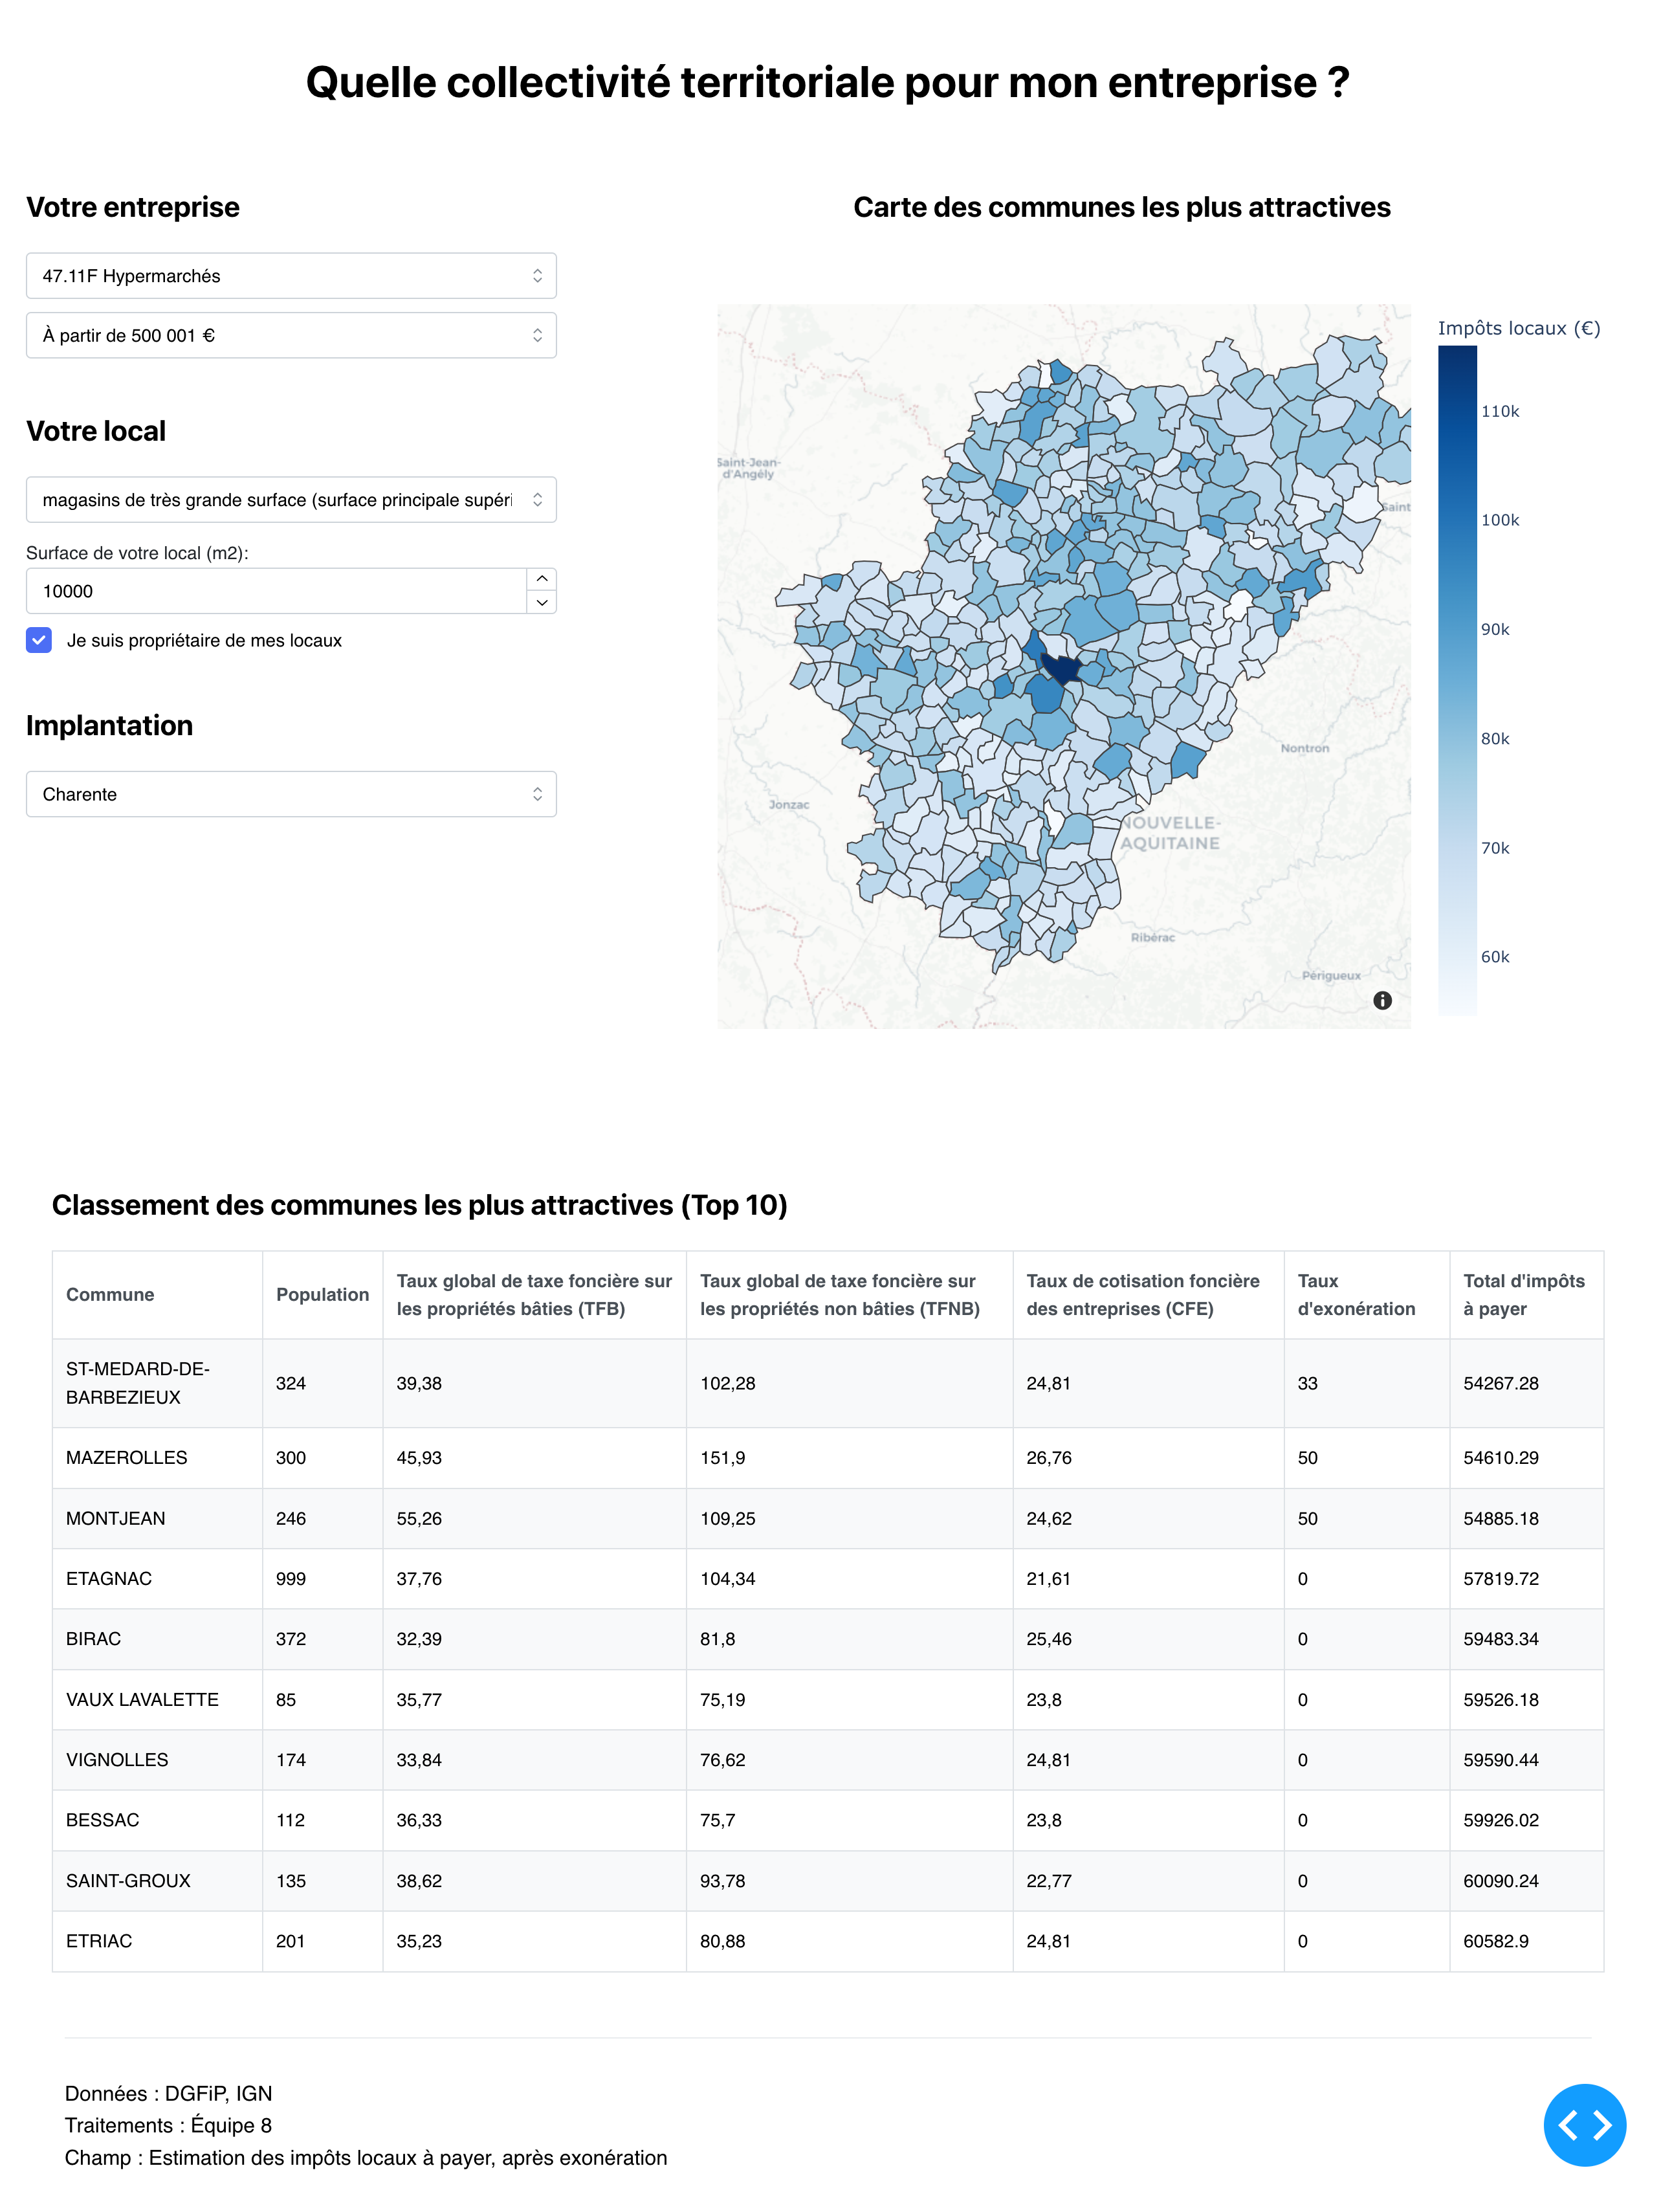 Quelle collectivité territoriale pour mon entreprise ?
Votre entreprise
47.11F Hypermarchés
À partir de 500 001 €
Votre local
magasins de très grande surface (surface principale supéri
Surface de votre local (m2):
10000
Je suis propriétaire de mes locaux
Implantation
Charente
Carte des communes les plus attractives
Saint-Jean-
d'Angély
Saint
Nontron
Jonzac
NOUVELLE-
AQUITAINE
Ribérac
Périgueux
Impôts locaux (€)
110k
100k
90k
80k
70k
60k
Classement des communes les plus attractives (Top 10)
Commune Population Taux global de taxe foncière sur les propriétés bâties (TFB) Taux global de taxe foncière sur les propriétés non bâties (TFNB) Taux de cotisation foncière des entreprises (CFE) Taux d'exonération Total d'impôts à payer
ST-MEDARD-DE-BARBEZIEUX 324 39,38 102,28 24,81 33 54267.28
MAZEROLLES 300 45,93 151,9 26,76 50 54610.29
MONTJEAN 246 55,26 109,25 24,62 50 54885.18
ETAGNAC 999 37,76 104,34 21,61 0 57819.72
BIRAC 372 32,39 81,8 25,46 0 59483.34
VAUX LAVALETTE 85 35,77 75,19 23,8 0 59526.18
VIGNOLLES 174 33,84 76,62 24,81 0 59590.44
BESSAC 112 36,33 75,7 23,8 0 59926.02
SAINT-GROUX 135 38,62 93,78 22,77 0 60090.24
ETRIAC 201 35,23 80,88 24,81 0 60582.9
Données : DGFiP, IGN
Traitements : Équipe 8
Champ : Estimation des impôts locaux à payer, après exonération